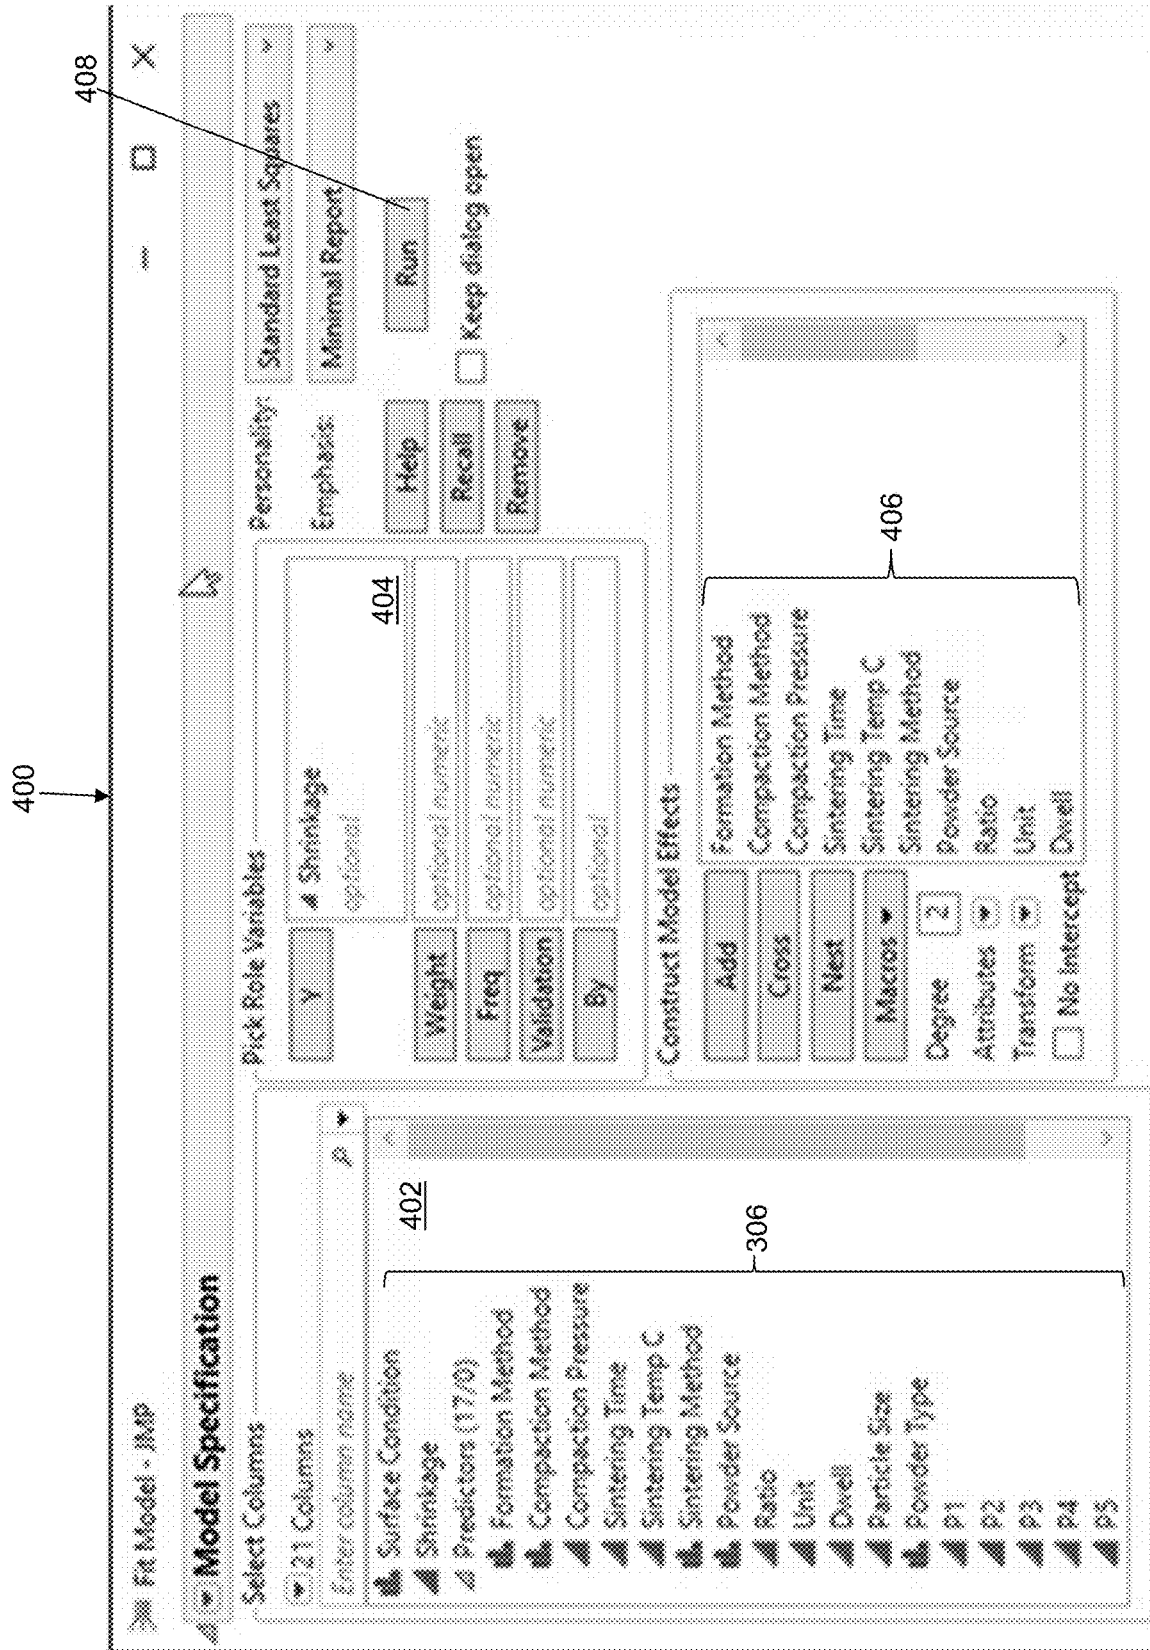 400
Fit Model - JMP
Model Specification
408
Select Columns
21 Columns
Enter column name
402
Surface Condition
Shrinkage
Predictors (17/0)
Formation Method
Compaction Method
Compaction Pressure
Sintering Time
Sintering Temp C
Sintering Method
Powder Source
Ratio
Unit
Dwell
Particle Size
Powder Type
P1
P2
P3
P4
P5
306
Pick Role Variables
Y
Shrinkage
optional
404
Weight
optional numeric
Freq
optional numeric
Validation
optional numeric
By
optional
Personality:
Standard Least Squares
Emphasis:
Minimal Report
Help
Run
Recall
Keep dialog open
Remove
Construct Model Effects
Add
Cross
Nest
Macros
Degree
2
Attributes
Transform
No Intercept
Formation Method
Compaction Method
Compaction Pressure
Sintering Time
Sintering Temp C
Sintering Method
Powder Source
Ratio
Unit
Dwell
406